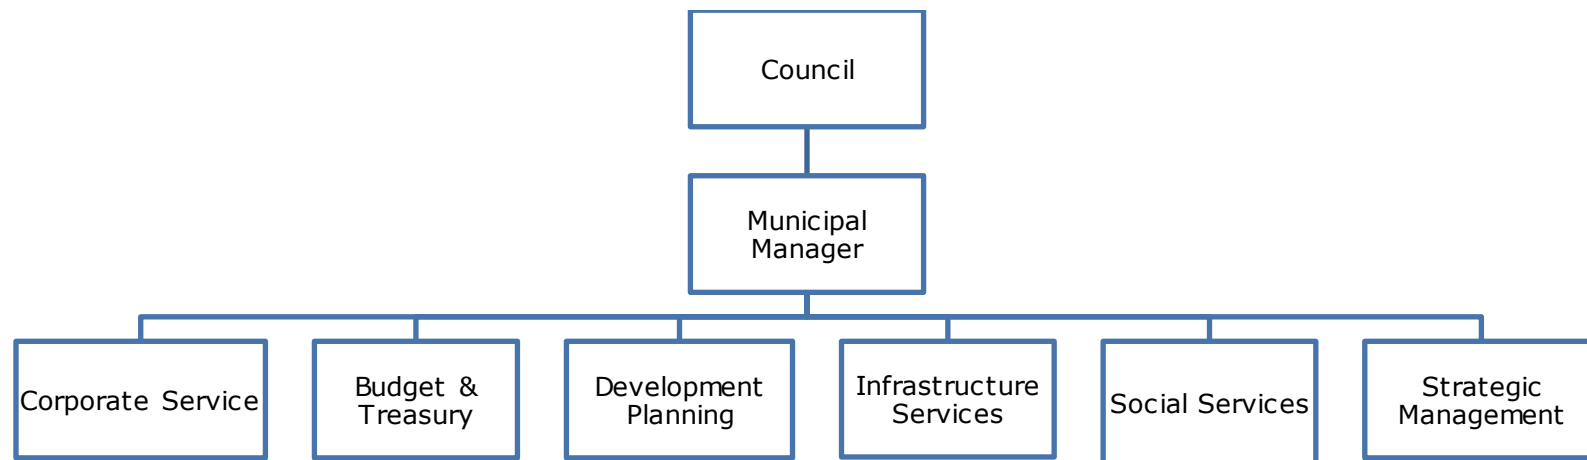 Council
Municipal
Manager
Corporate Service
Budget &
Treasury
Development
Planning
Infrastructure
Services
Social Services
Strategic
Management